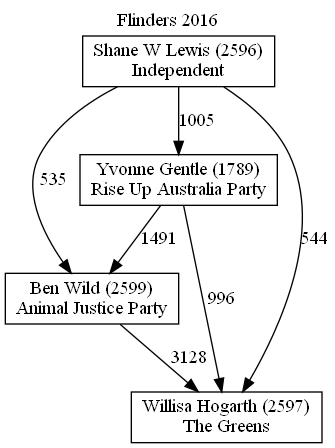 Flinders 2016
Shane W Lewis (2596)
Independent
1005
Yvonne Gentle (1789)
Rise Up Australia Party
535
1491
544
Ben Wild (2599)
Animal Justice Party
996
3128
Willisa Hogarth (2597)
The Greens